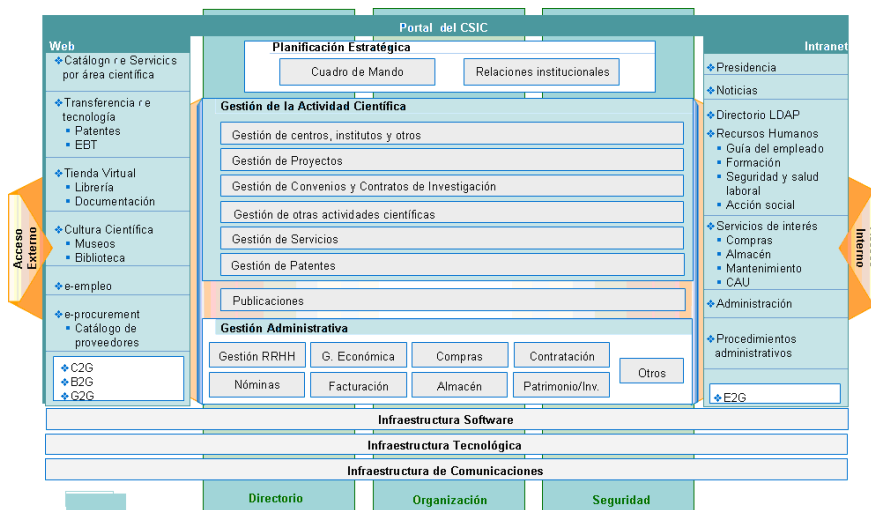 Portal del CSIC
Web
Intranet
Planificación Estratégica
Cuadro de Mando
Relaciones institucionales
Catálogo e Servicios
por área científica
Transferencia e
tecnología
Patentes
EBT
Tienda Virtual
Librería
Documentación
Cultura Científica
Museos
Biblioteca
e-empleo
e-procurement
Catálogo de
proveedores
C2G
B2G
G2G
Acceso
Externo
Gestión de la Actividad Científica
Gestión de centros, institutos y otros
Gestión de Proyectos
Gestión de Convenios y Contratos de Investigación
Gestión de otras actividades científicas
Gestión de Servicios
Gestión de Patentes
Publicaciones
Gestión Administrativa
Gestión RRHH
G. Económica
Compras
Contratación
Otros
Nóminas
Facturación
Almacén
Patrimonio/Inv.
Presidencia
Noticias
Directorio LDAP
Recursos Humanos
Guía del empleado
Formación
Seguridad y salud
laboral
Acción social
Servicios de interés
Compras
Almacén
Mantenimiento
CAU
Administración
Procedimientos
administrativos
E2G
Interno
Infraestructura Software
Infraestructura Tecnológica
Infraestructura de Comunicaciones
Directorio
Organización
Seguridad